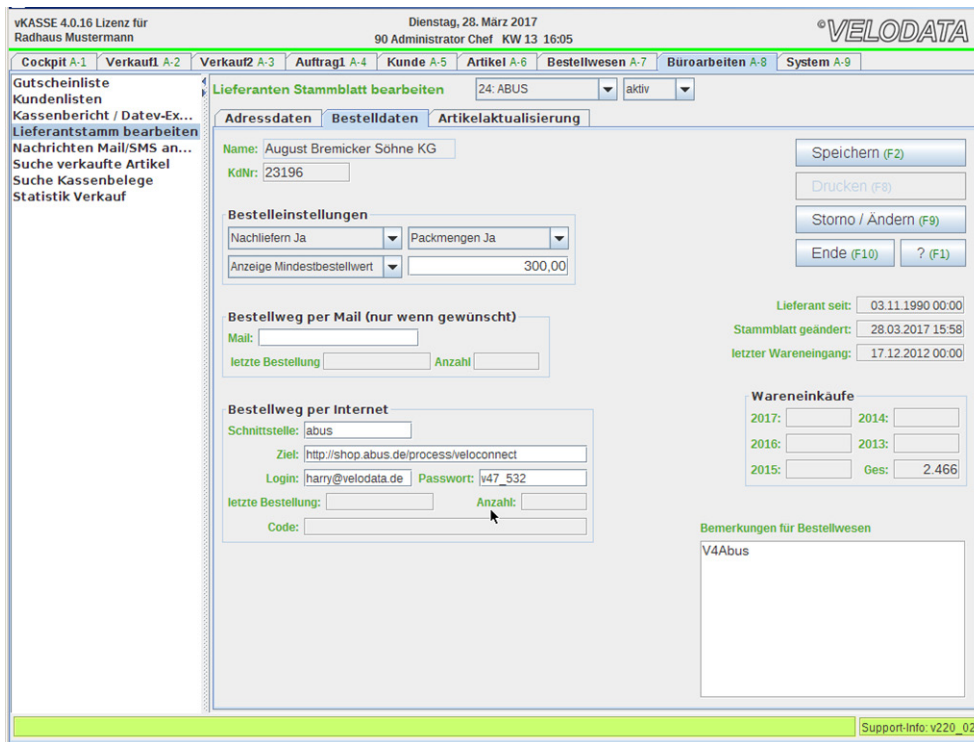 vKASSE 4.0.16 Lizenz für
Radhaus Mustermann
Dienstag, 28. März 2017
90 Administrator Chef KW 13 16:05
©VELODATA
Cockpit A-1 Verkauf1 A-2 Verkauf2 A-3 Auftrag1 A-4 Kunde A-5 Artikel A-6 Bestellwesen A-7 Büroarbeiten A-8 System A-9
Gutscheinliste
Kundenlisten
Kassenbericht / Datev-Ex...
Lieferantstamm bearbeiten
Nachrichten Mail/SMS an...
Suche verkaufte Artikel
Suche Kassenbelege
Statistik Verkauf
Lieferanten Stammblatt bearbeiten 24: ABUS aktiv
Adressdaten Bestelldaten Artikelaktualisierung
Name: August Bremicker Söhne KG
KdNr: 23196
Bestelleinstellungen
Nachliefern Ja Packmengen Ja
Anzeige Mindestbestellwert 300,00
Bestellweg per Mail (nur wenn gewünscht)
Mail:
letzte Bestellung Anzahl
Bestellweg per Internet
Schnittstelle: abus
Ziel: http://shop.abus.de/process/veloconnect
Login: harry@velodata.de Passwort: v47_532
letzte Bestellung: Anzahl:
Code:
Speichern (F2)
Drucken (F8)
Storno / Ändern (F9)
Ende (F10) ? (F1)
Lieferant seit: 03.11.1990 00:00
Stammblatt geändert: 28.03.2017 15:58
letzter Wareneingang: 17.12.2012 00:00
Wareneinkäufe
2017: 2014:
2016: 2013:
2015: Ges: 2.466
Bemerkungen für Bestellwesen
V4Abus
Support-Info: v220_02